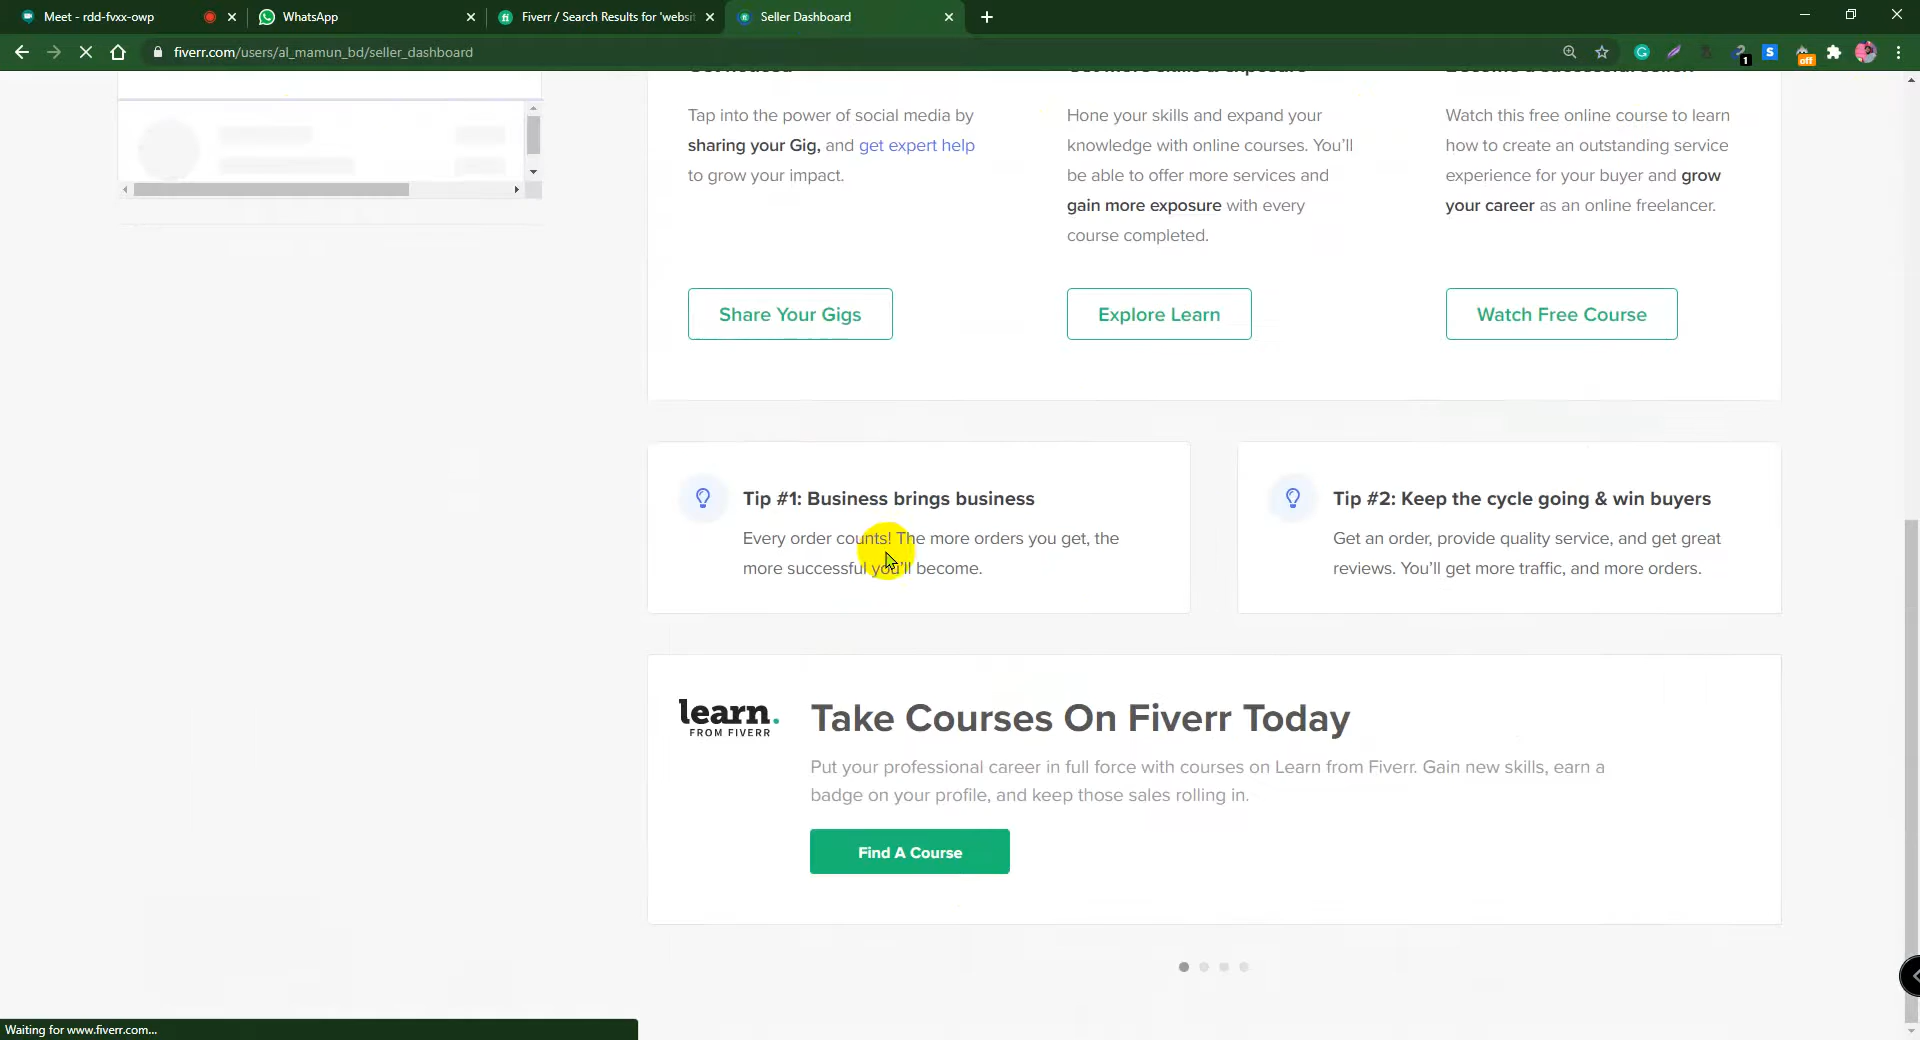 Meet - rdd-fvxx-owp
WhatsApp
Fiverr / Search Results for 'websit
Seller Dashboard
fiverr.com/users/al_mamun_bd/seller_dashboard
1
off
Tap into the power of social media by
sharing your Gig, and get expert help
to grow your impact.
Hone your skills and expand your
knowledge with online courses. You'll
be able to offer more services and
gain more exposure with every
course completed.
Watch this free online course to learn
how to create an outstanding service
experience for your buyer and grow
your career as an online freelancer.
Share Your Gigs
Explore Learn
Watch Free Course
Tip #1: Business brings business
Every order counts! The more orders you get, the
more successful you'll become.
Tip #2: Keep the cycle going & win buyers
Get an order, provide quality service, and get great
reviews. You'll get more traffic, and more orders.
learn.
FROM FIVERR
Take Courses On Fiverr Today
Put your professional career in full force with courses on Learn from Fiverr. Gain new skills, earn a
badge on your profile, and keep those sales rolling in.
Find A Course
Waiting for www.fiverr.com...